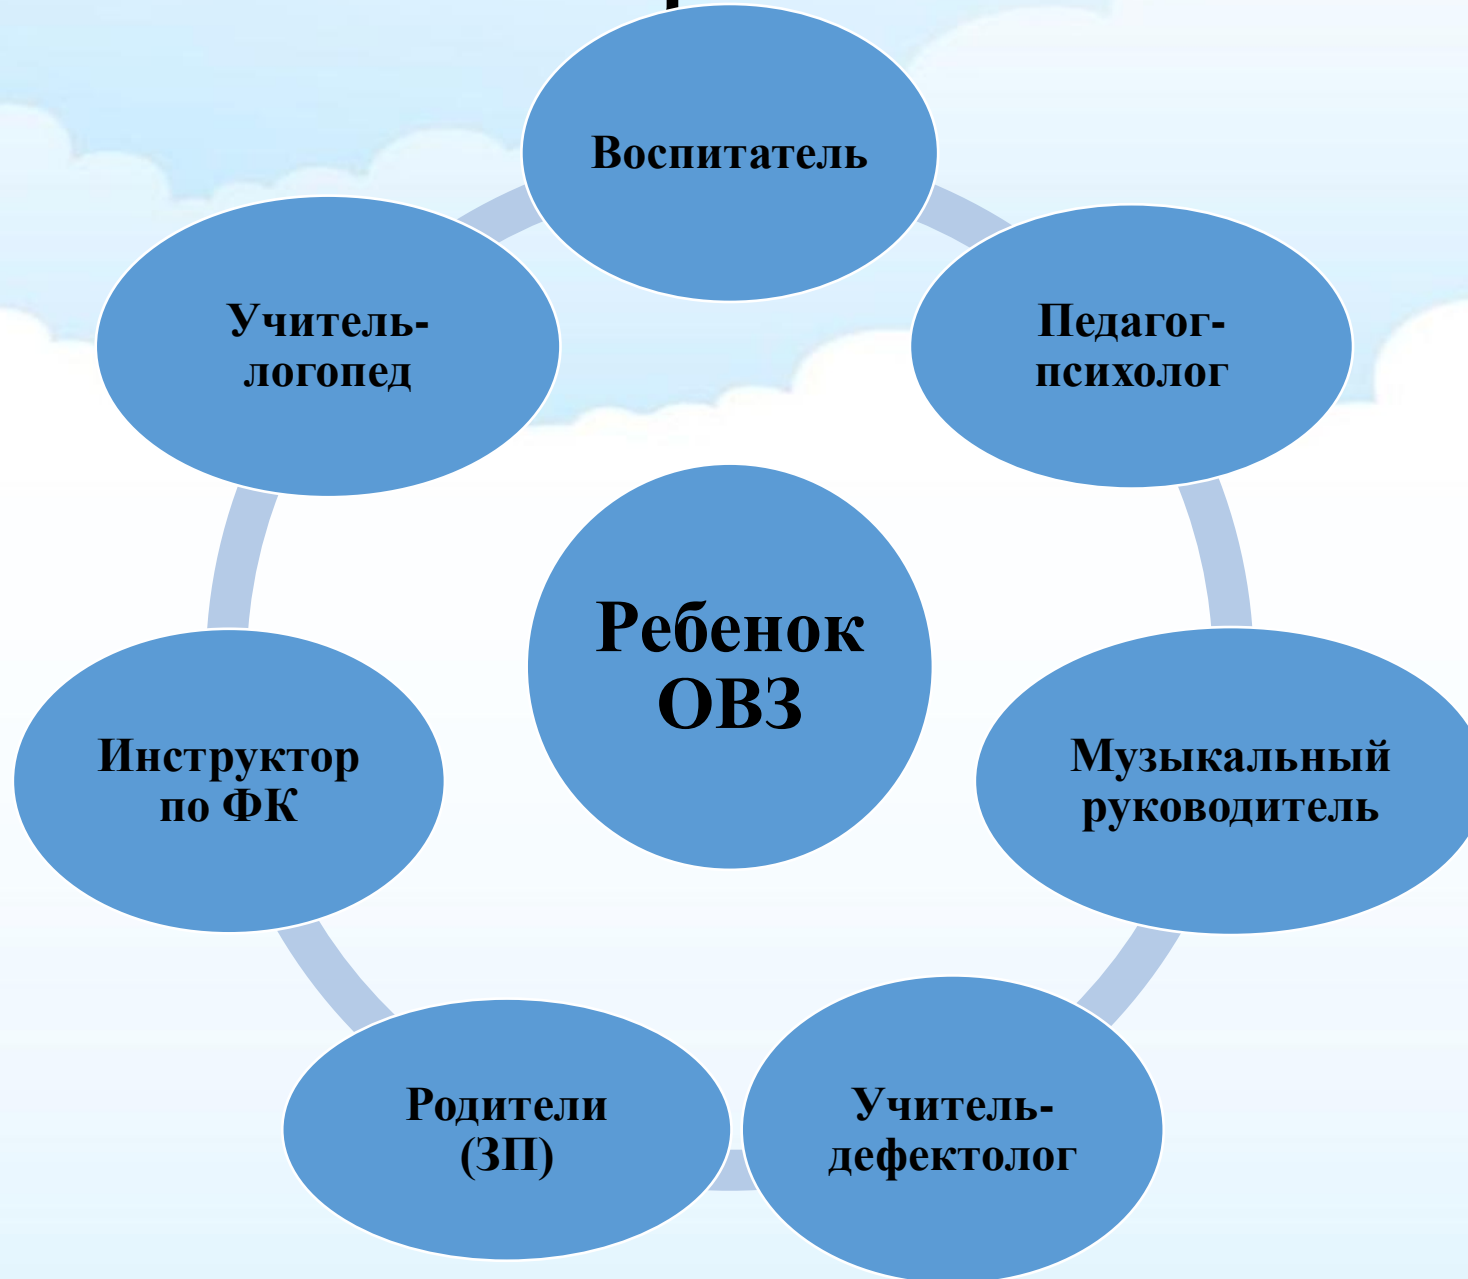 Воспитатель
Педагог-
психолог
Музыкальный
руководитель
Учитель-
дефектолог
Родители
(ЗП)
Инструктор
по ФК
Учитель-
логопед
Ребенок
ОВЗ